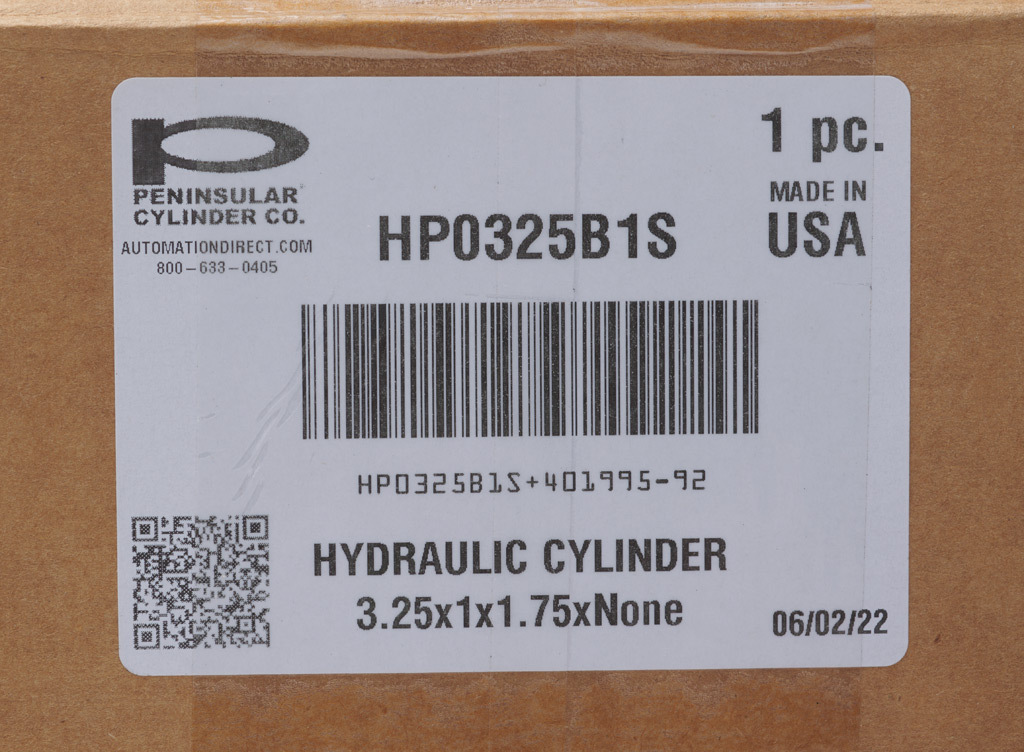 PENINSULAR
CYLINDER CO.
AUTOMATIONDIRECT.COM
800-633-0405
1 pc.
MADE IN
USA
HP0325B1S
HP0325B1S+401995-92
HYDRAULIC CYLINDER
3.25x1x1.75xNone
06/02/22